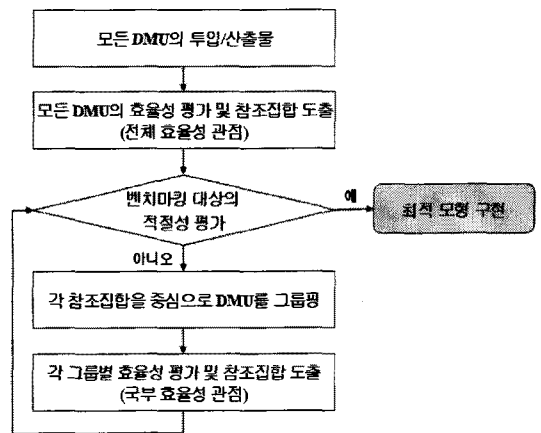 모든 DMU의 투입/산출물
모든 DMU의 효율성 평가 및 참조집합 도출
(전체 효율성 관점)
벤치마킹 대상의
적절성 평가
예
최적 모형 구현
아니오
각 참조집합을 중심으로 DMU를 그룹핑
각 그룹별 효율성 평가 및 참조집합 도출
(국부 효율성 관점)